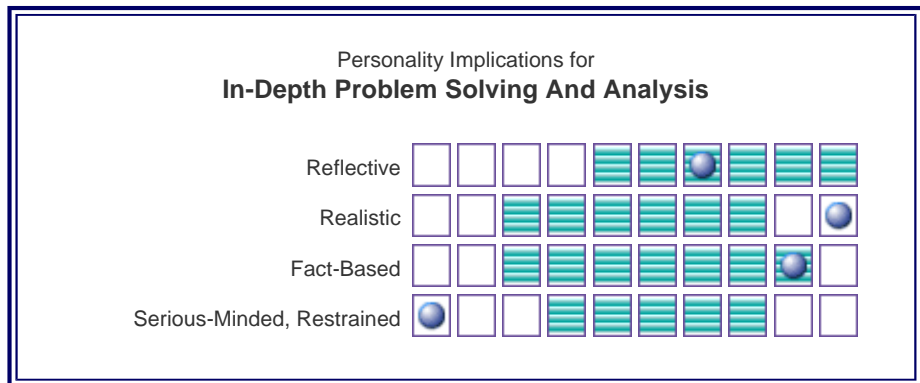 Personality Implications for
In-Depth Problem Solving And Analysis
Reflective
Realistic
Fact-Based
Serious-Minded, Restrained